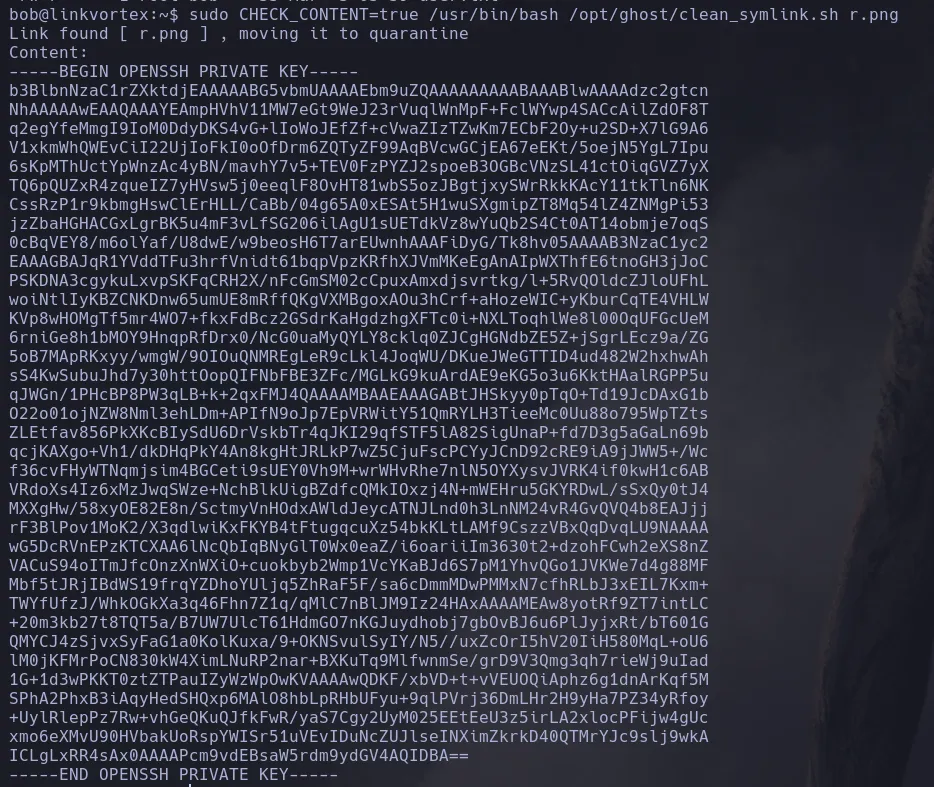 bob@linkvortex:~$ sudo CHECK_CONTENT=true /usr/bin/bash /opt/ghost/clean_symlink.sh r.png
Link found [ r.png ] , moving it to quarantine
Content:
-----BEGIN OPENSSH PRIVATE KEY-----
b3BlbnNzaC1rZXktdjEAAAAABG5vbmUAAAAEbm9uZQAAAAAAAAABAAABlwAAAAdzc2gtcn
NhAAAAAwEAAQAAAYEAmpHVhV11MW7eGt9WeJ23rVuqlWnMpF+FclWYwp4SACcAilZdOF8T
q2egYfeMmgI9IoM0DdyDKS4vG+lIoWoJEfZf+cVwaZIzTZwKm7ECbF2Oy+u2SD+X7lG9A6
V1xkmWhQWEvCiI22UjIoFkI0oOfDrm6ZQTyZF99AqBVcwGCjEA67eEKt/5oejN5YgL7Ipu
6sKpMThUctYpWnzAc4yBN/mavhY7v5+TEV0FzPYZJ2spoeB3OGBcVNzSL41ctOiqGVZ7yX
TQ6pQUZxR4zqueIZ7yHVsw5j0eeqlF8OvHT81wbS5ozJBgtjxySWrRkkKAcY11tkTln6NK
CssRzP1r9kbmgHswClErHLL/CaBb/04g65A0xESAt5H1wuSXgmipZT8Mq54lZ4ZNMgPi53
jzZbaHGHACGxLgrBK5u4mF3vLfSG206ilAgU1sUETdkVz8wYuQb2S4Ct0AT14obmje7oqS
0cBqVEY8/m6olYaf/U8dwE/w9beosH6T7arEUwnhAAAFiDyG/Tk8hv05AAAAB3NzaC1yc2
EAAAGBAJqR1YVddTFu3hrfVnidt61bqpVpzKRfhXJVmMKeEgAnAIpWXThfE6tnoGH3jJoC
PSKDNA3cgykuLxvpSKFqCRH2X/nFcGmSM02cCpuxAmxdjsvrtkg/l+5RvQOldcZJloUFhL
woiNtlIyKBZCNKDnw65umUE8mRffQKgVXMBgoxAOu3hCrf+aHozeWIC+yKburCqTE4VHLW
KVp8wHOMgTf5mr4WO7+fkxFdBcz2GSdrKaHgdzhgXFTc0i+NXLToqhlWe8l00OqUFGcUeM
6rniGe8h1bMOY9HnqpRfDrx0/NcG0uaMyQYLY8cklq0ZJCgHGNdbZE5Z+jSgrLEcz9a/ZG
5oB7MApRKxyy/wmgW/9OIOuQNMREgLeR9cLkl4JoqWU/DKueJWeGTTID4ud482W2hxhwAh
sS4KwSubuJhd7y30httOopQIFNbFBE3ZFc/MGLkG9kuArdAE9eKG5o3u6KktHAalRGPP5u
qJWGn/1PHcBP8PW3qLB+k+2qxFMJ4QAAAAMBAAEAAAGABtJHSkyy0pTqO+Td19JcDAxG1b
O22o01ojNZW8Nml3ehLDm+APIfN9oJp7EpVRWitY51QmRYLH3TieeMc0Uu88o795WpTZts
ZLEtfav856PkXKcBIySdU6DrVskbTr4qJKI29qfSTF5lA82SigUnaP+fd7D3g5aGaLn69b
qcjKAXgo+Vh1/dkDHqPkY4An8kgHtJRLkP7wZ5CjuFscPCYyJCnD92cRE9iA9jJWW5+/Wc
f36cvFHyWTNqmjsim4BGCeti9sUEY0Vh9M+wrWHvRhe7nlN5OYXysvJVRK4if0kwH1c6AB
VRdoXs4Iz6xMzJwqSWze+NchBlkUigBZdfcQMkIOxzj4N+mWEHru5GKYRDwL/sSxQy0tJ4
MXXgHw/58xyOE82E8n/SctmyVnHOdxAWldJeycATNJLnd0h3LnNM24vR4GvQVQ4b8EAJjj
rF3BlPov1MoK2/X3qdlwiKxFKYB4tFtugqcuXz54bkKLtLAMf9CszzVBxQqDvqLU9NAAAA
wG5DcRVnEPzKTCXAA6lNcQbIqBNyGlT0Wx0eaZ/i6oariiIm3630t2+dzohFCwh2eXS8nZ
VACuS94oITmJfcOnzXnWXiO+cuokbyb2Wmp1VcYKaBJd6S7pM1YhvQGo1JVKWe7d4g88MF
Mbf5tJRjIBdWS19frqYZDhoYUljq5ZhRaF5F/sa6cDmmMDwPMMxN7cfhRLbJ3xEIL7Kxm+
TWYfUfzJ/WhkOGkXa3q46Fhn7Z1q/qMlC7nBlJM9Iz24HAxAAAAMEAw8yotRf9ZT7intLC
+20m3kb27t8TQT5a/B7UW7UlcT61HdmGO7nKGJuydhobj7gbOvBJ6u6PlJyjxRt/bT601G
QMYCJ4zSjvxSyFaG1a0KolKuxa/9+OKNSvulSyIY/N5//uxZcOrI5hV20IiH580MqL+oU6
lM0jKFMrPoCN830kW4XimLNuRP2nar+BXKuTq9MlfwnmSe/grD9V3Qmg3qh7rieWj9uIad
1G+1d3wPKKT0ztZTPauIZyWzWpOwKVAAAAwQDKF/xbVD+t+vVEUOQiAphz6g1dnArKqf5M
SPhA2PhxB3iAqyHedSHQxp6MAlO8hbLpRHbUFyu+9qlPVrj36DmLHr2H9yHa7PZ34yRfoy
+UylRlepPz7Rw+vhGeQKuQJfkFwR/yaS7Cgy2UyM025EEtEeU3z5irLA2xlocPFijw4gUc
xmo6eXMvU90HVbakUoRspYWISr51uVEvIDuNcZUJlseINXimZkrkD40QTMrYJc9slj9wkA
ICLgLxRR4sAx0AAAAPcm9vdEBsaW5rdm9ydGV4AQIDBA==
-----END OPENSSH PRIVATE KEY-----